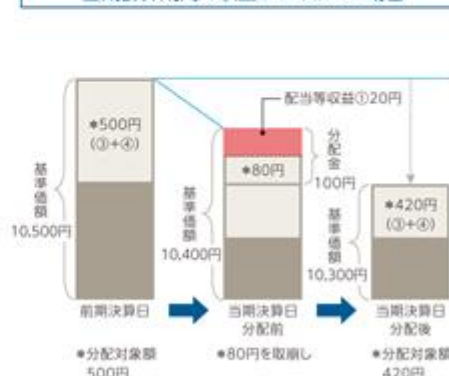 配当等収益①20円
*500円
(③+④)
分配金
100円
*80円
*420円
(③+④)
基準価額
10,500円
基準価額
10,400円
基準価額
10,300円
前期決算日
当期決算日
分配前
当期決算日
分配後
*分配対象額
500円
*80円を取崩し
*分配対象額
420円